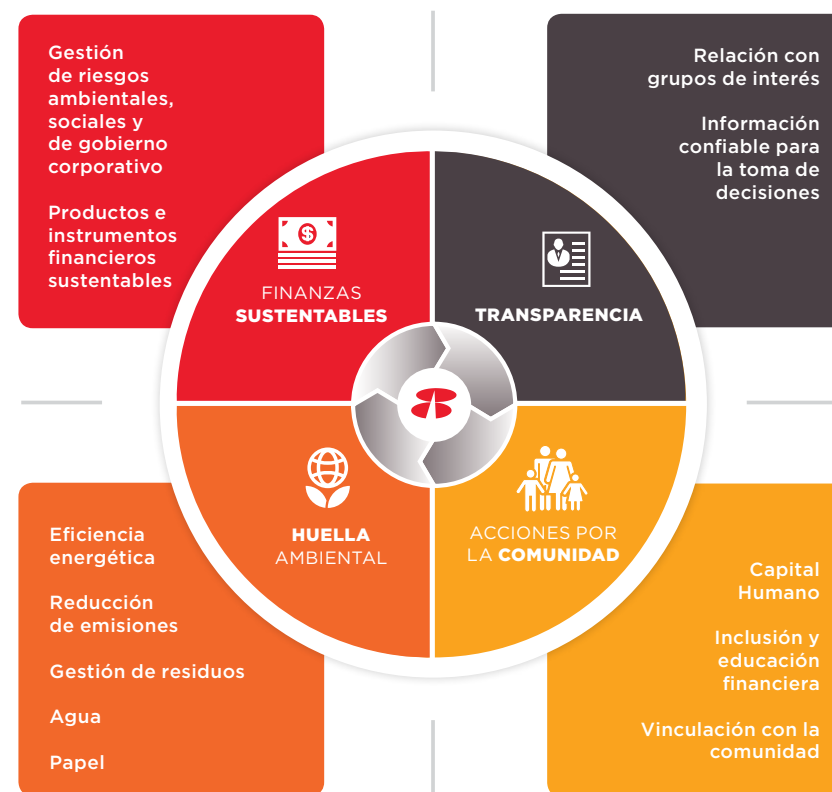 Gestión
de riesgos
ambientales,
sociales y
de gobierno
corporativo
Productos e
instrumentos
financieros
sustentables
Relación con
grupos de interés
Información
confiable para
la toma de
decisiones
FINANZAS
SUSTENTABLES
TRANSPARENCIA
HUELLA
AMBIENTAL
ACCIONES POR
LA COMUNIDAD
Eficiencia
energética
Reducción
de emisiones
Gestión de residuos
Agua
Papel
Capital
Humano
Inclusión y
educación
financiera
Vinculación con la
comunidad